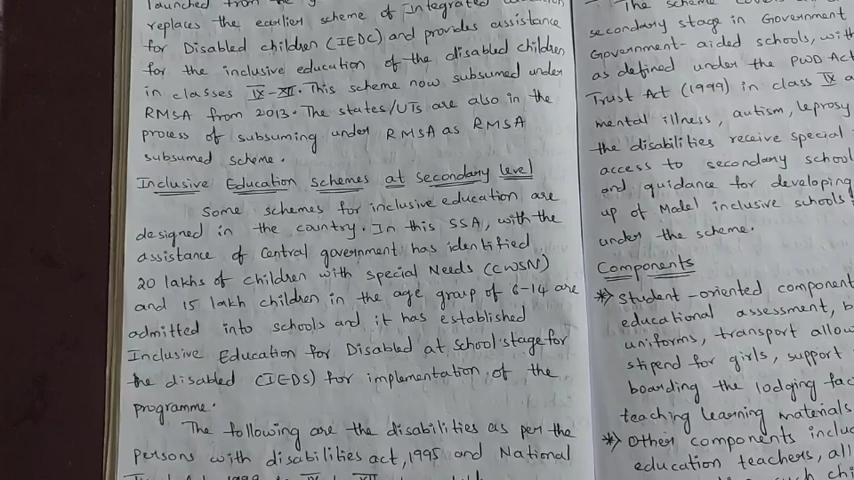 launched from the
replaces the earlier scheme of Integrated
for Disabled children (IEDC) and provides assistance
for the inclusive education of the disabled children
in classes IX-XII. This scheme now subsumed under
RMSA from 2013. The states/UTs are also in the
process of subsuming under RMSA as RMSA
subsumed scheme.
Inclusive Education schemes at secondary level
Some schemes for inclusive education are
designed in the country. In this SSA, with the
assistance of Central government has identified
20 lakhs of children with special Needs (CWSN)
and 15 lakh children in the age group of 6-14 are
admitted into schools and it has established
Inclusive Education for Disabled at school stage for
the disabled (IEDS) for implementation of the
programme.
The following are the disabilities as per the
persons with disabilities act, 1995 and National
The scheme covers
secondary stage in Government
Government-aided schools, with
as defined under the PWD Act
Trust Act (1999) in class IX
mental illness, autism, leprosy
the disabilities receive special
access to secondary school
and guidance for developing
up of Model inclusive schools
under the scheme.
Components
*) Student-oriented component
educational assessment, b
uniforms, transport allow
stipend for girls, support
boarding the lodging fac
teaching learning materials
*) Other components includ
education teachers, all